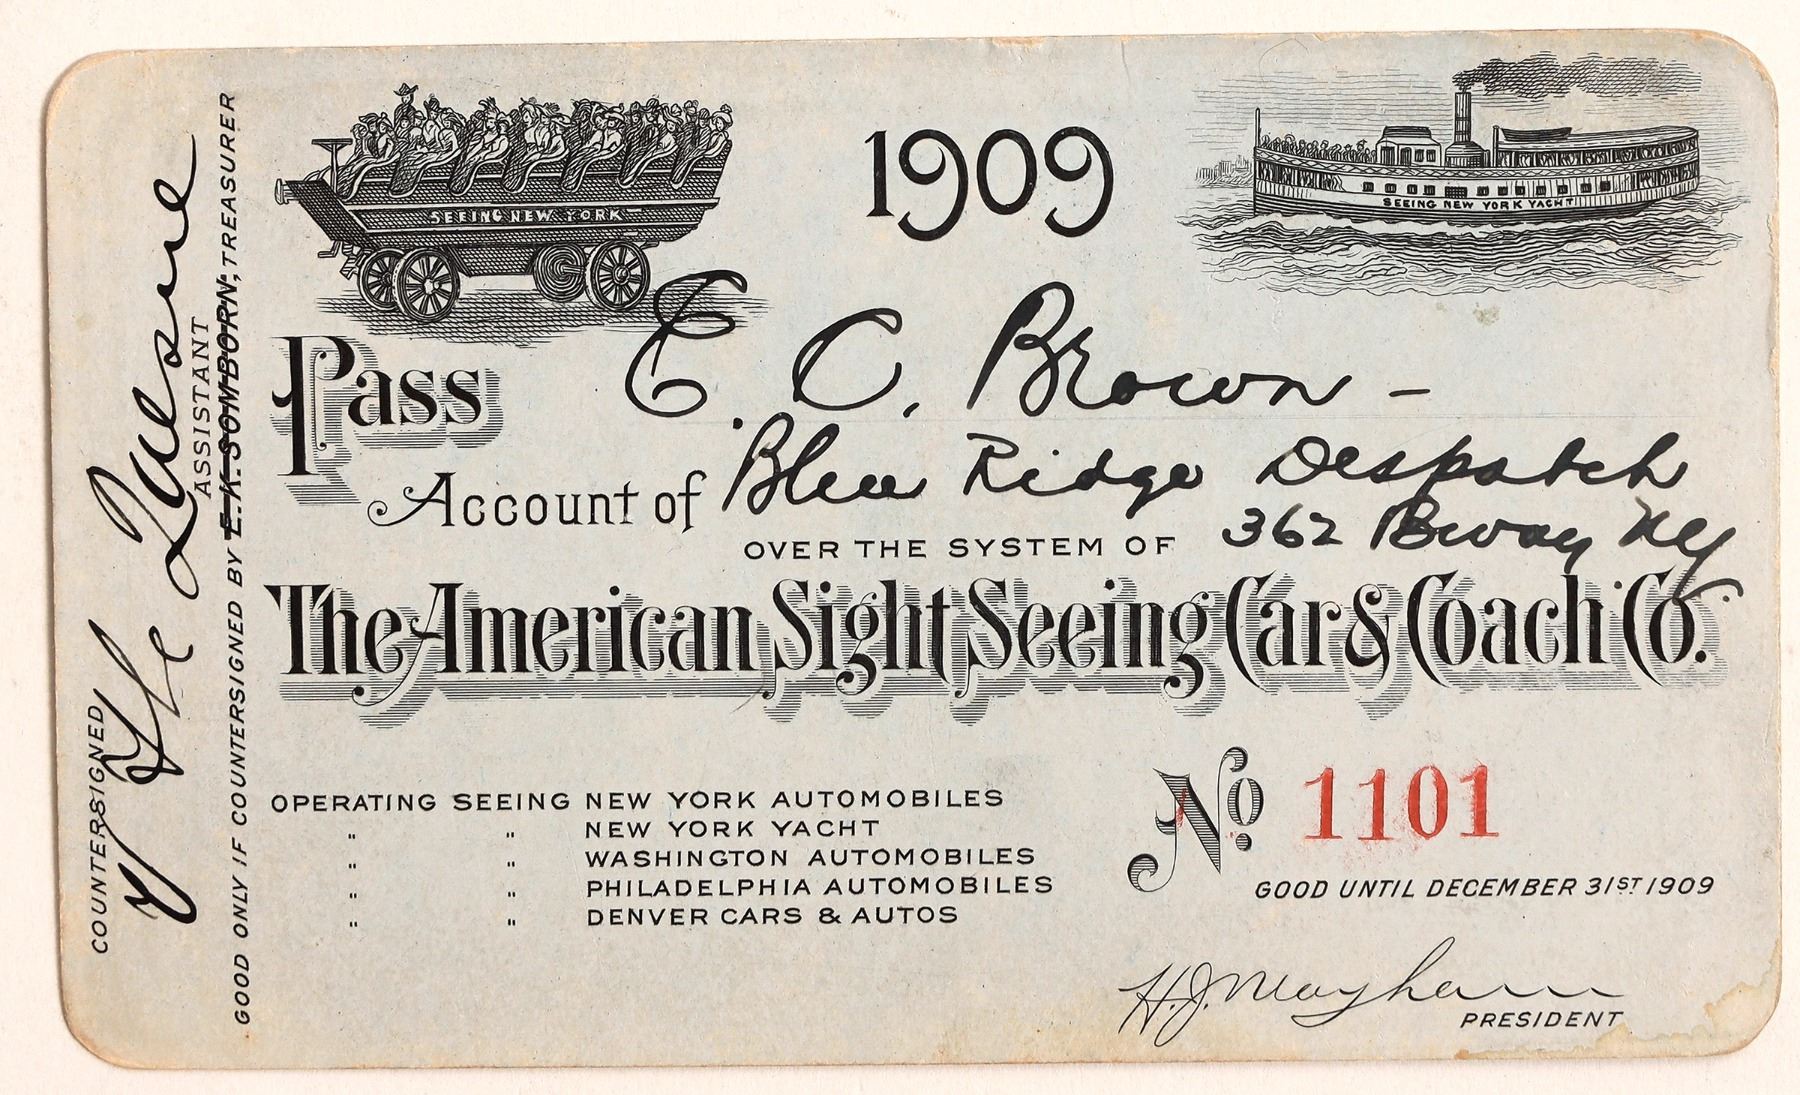 SEEING NEW YORK
1909
SEEING NEW YORK YACHT
Pass E. C. Brown -
Account of Blue Ridge Despatch
OVER THE SYSTEM OF 362 Bway NY
The American Sight Seeing Car & Coach Co.
OPERATING SEEING NEW YORK AUTOMOBILES
" " NEW YORK YACHT
" " WASHINGTON AUTOMOBILES
" " PHILADELPHIA AUTOMOBILES
" " DENVER CARS & AUTOS
No. 1101
GOOD UNTIL DECEMBER 31ST 1909
H. J. Mayham
PRESIDENT
COUNTERSIGNED
ASSISTANT
GOOD ONLY IF COUNTERSIGNED BY E. K. SOMBORN, TREASURER